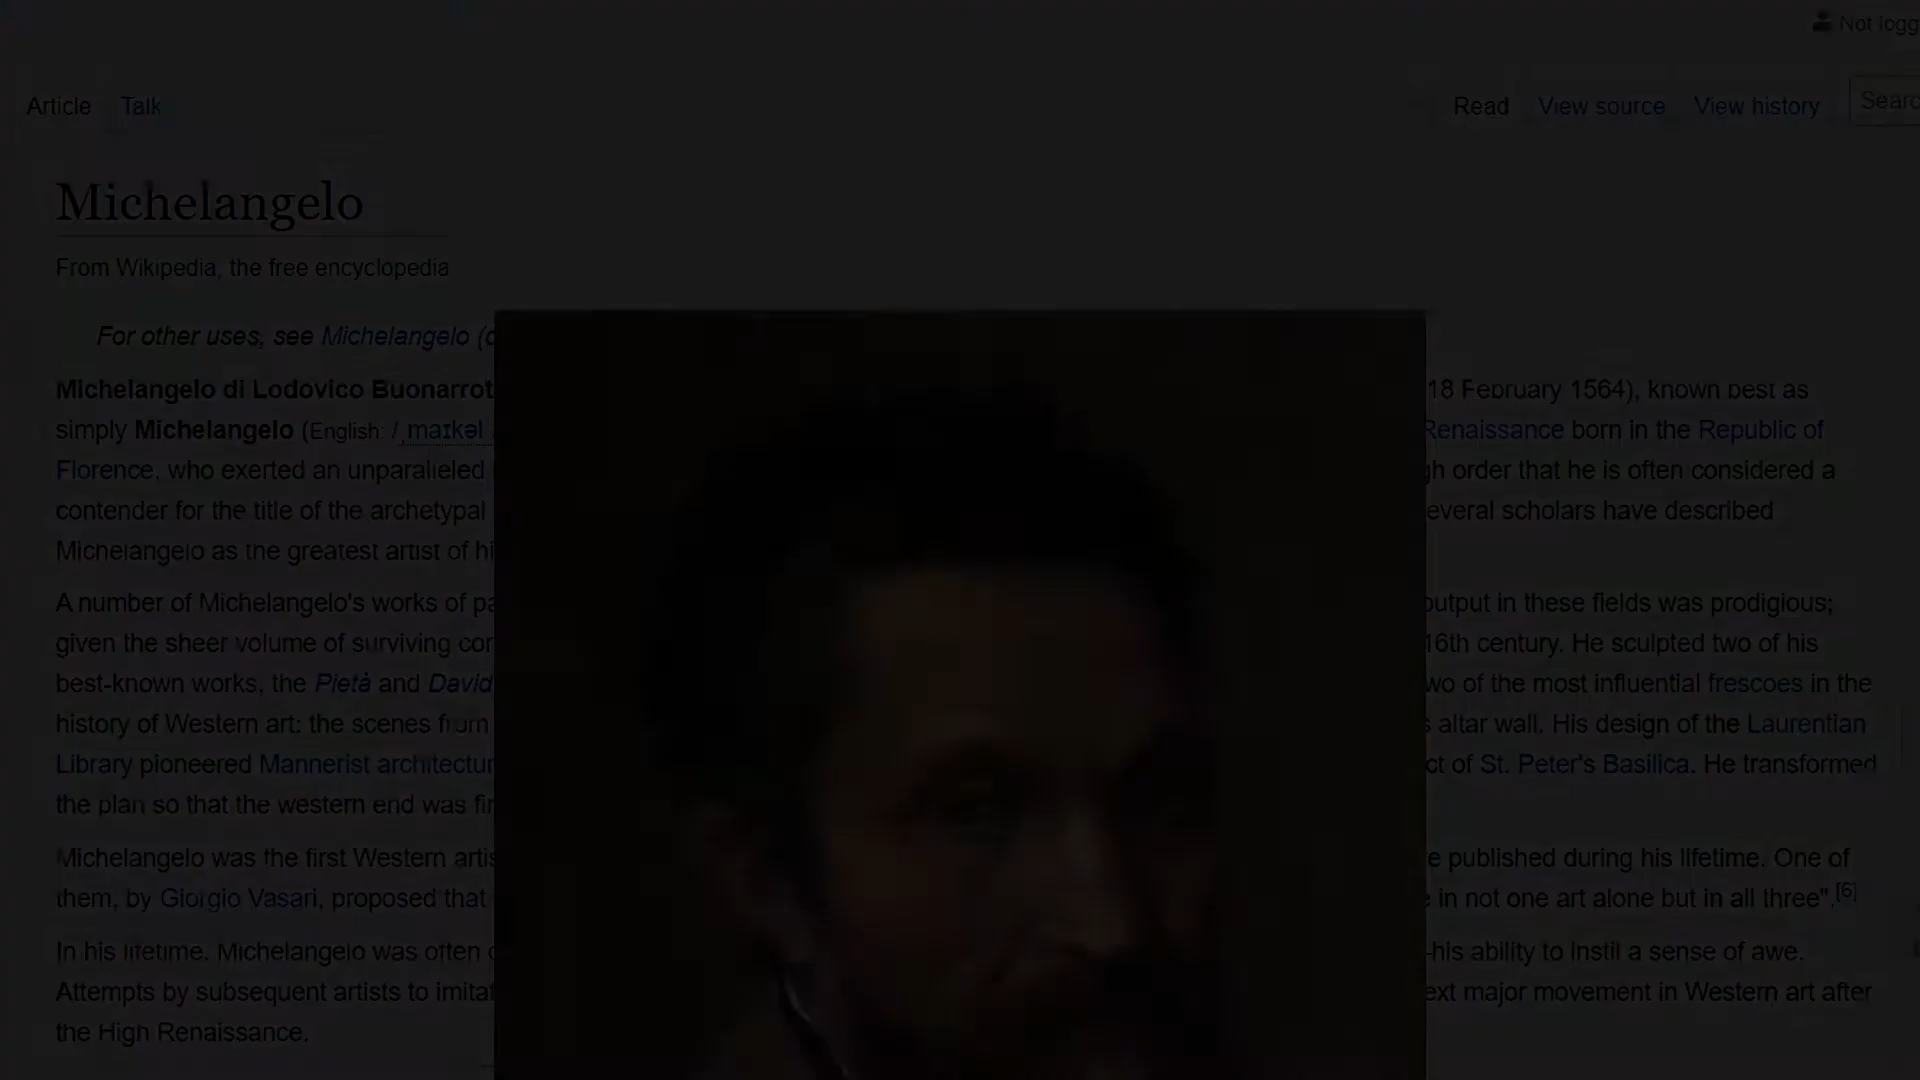 Not logg
Article Talk Read View source View history Searc
Michelangelo
From Wikipedia, the free encyclopedia
For other uses, see Michelangelo (d
Michelangelo di Lodovico Buonarrot 18 February 1564), known best as
simply Michelangelo (English: /ˌmaɪkəl Renaissance born in the Republic of
Florence, who exerted an unparalleled gh order that he is often considered a
contender for the title of the archetypal everal scholars have described
Michelangelo as the greatest artist of hi
A number of Michelangelo's works of pa output in these fields was prodigious;
given the sheer volume of surviving cor 16th century. He sculpted two of his
best-known works, the Pietà and David wo of the most influential frescoes in the
history of Western art: the scenes from s altar wall. His design of the Laurentian
Library pioneered Mannerist architectur ct of St. Peter's Basilica. He transformed
the plan so that the western end was fir
Michelangelo was the first Western artis e published during his lifetime. One of
them, by Giorgio Vasari, proposed that e in not one art alone but in all three".[6]
In his lifetime, Michelangelo was often c -his ability to instil a sense of awe.
Attempts by subsequent artists to imitat ext major movement in Western art after
the High Renaissance.